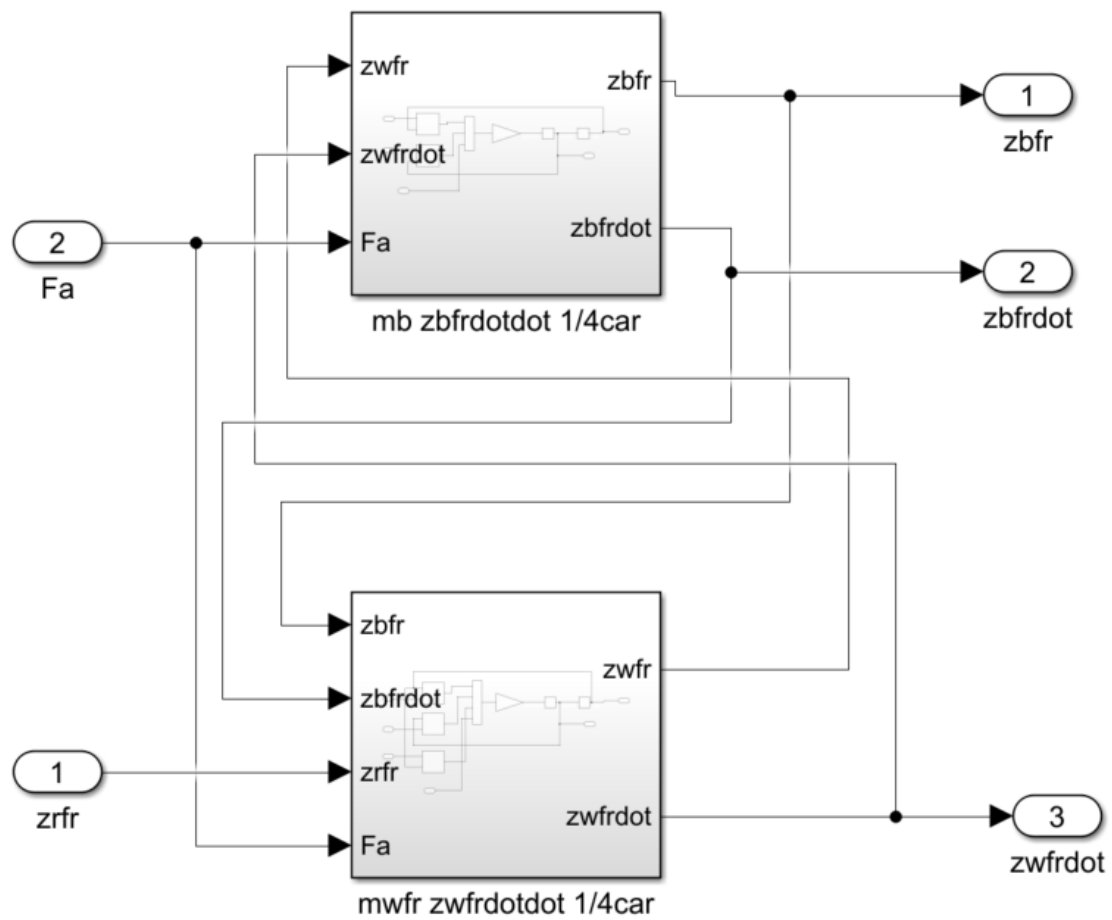 zwfr
zbfr
1
zbfr
zwfrdot
2
Fa
Fa
zbfrdot
2
zbfrdot
mb zbfrdotdot 1/4car
zbfr
zwfr
zbfrdot
1
zrfr
zrfr
zwfrdot
3
zwfrdot
Fa
mwfr zwfrdotdot 1/4car